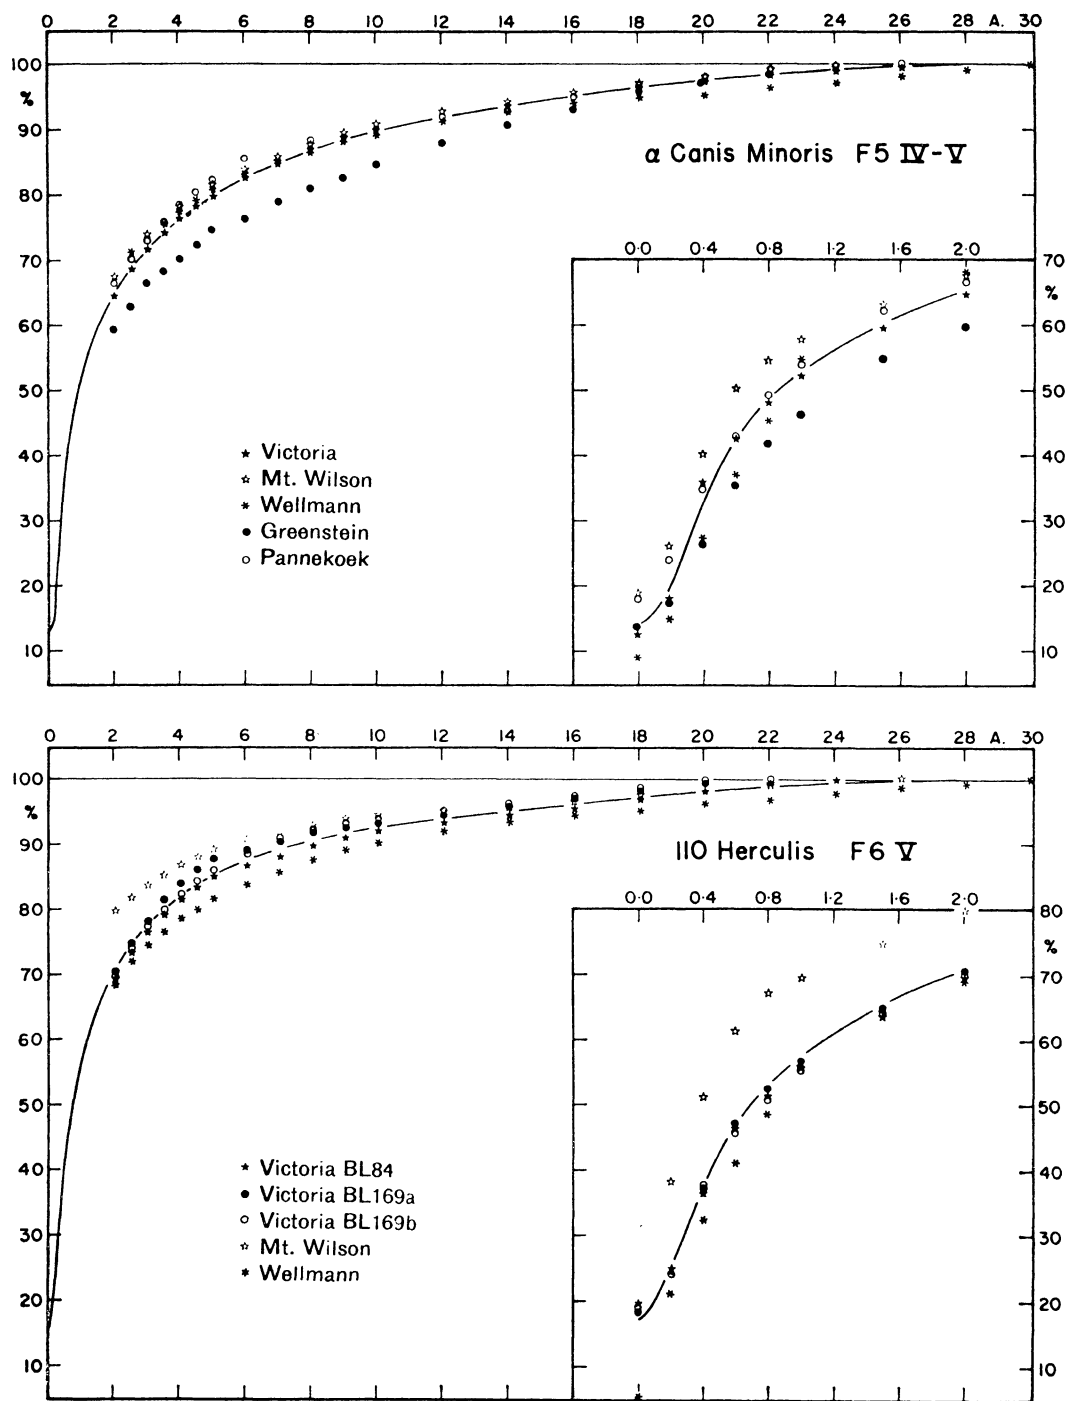 0 2 4 6 8 10 12 14 16 18 20 22 24 26 28 A. 30
100
%
90
80
70
60
50
40
30
20
10
α Canis Minoris F5 IV-V
★ Victoria
☆ Mt. Wilson
* Wellmann
● Greenstein
○ Pannekoek
0·0 0·4 0·8 1·2 1·6 2·0
70
%
60
50
40
30
20
10
0 2 4 6 8 10 12 14 16 18 20 22 24 26 28 A. 30
100
%
90
80
70
60
50
40
30
20
10
110 Herculis F6 V
★ Victoria BL84
● Victoria BL169a
○ Victoria BL169b
☆ Mt. Wilson
* Wellmann
0·0 0·4 0·8 1·2 1·6 2·0
80
%
70
60
50
40
30
20
10